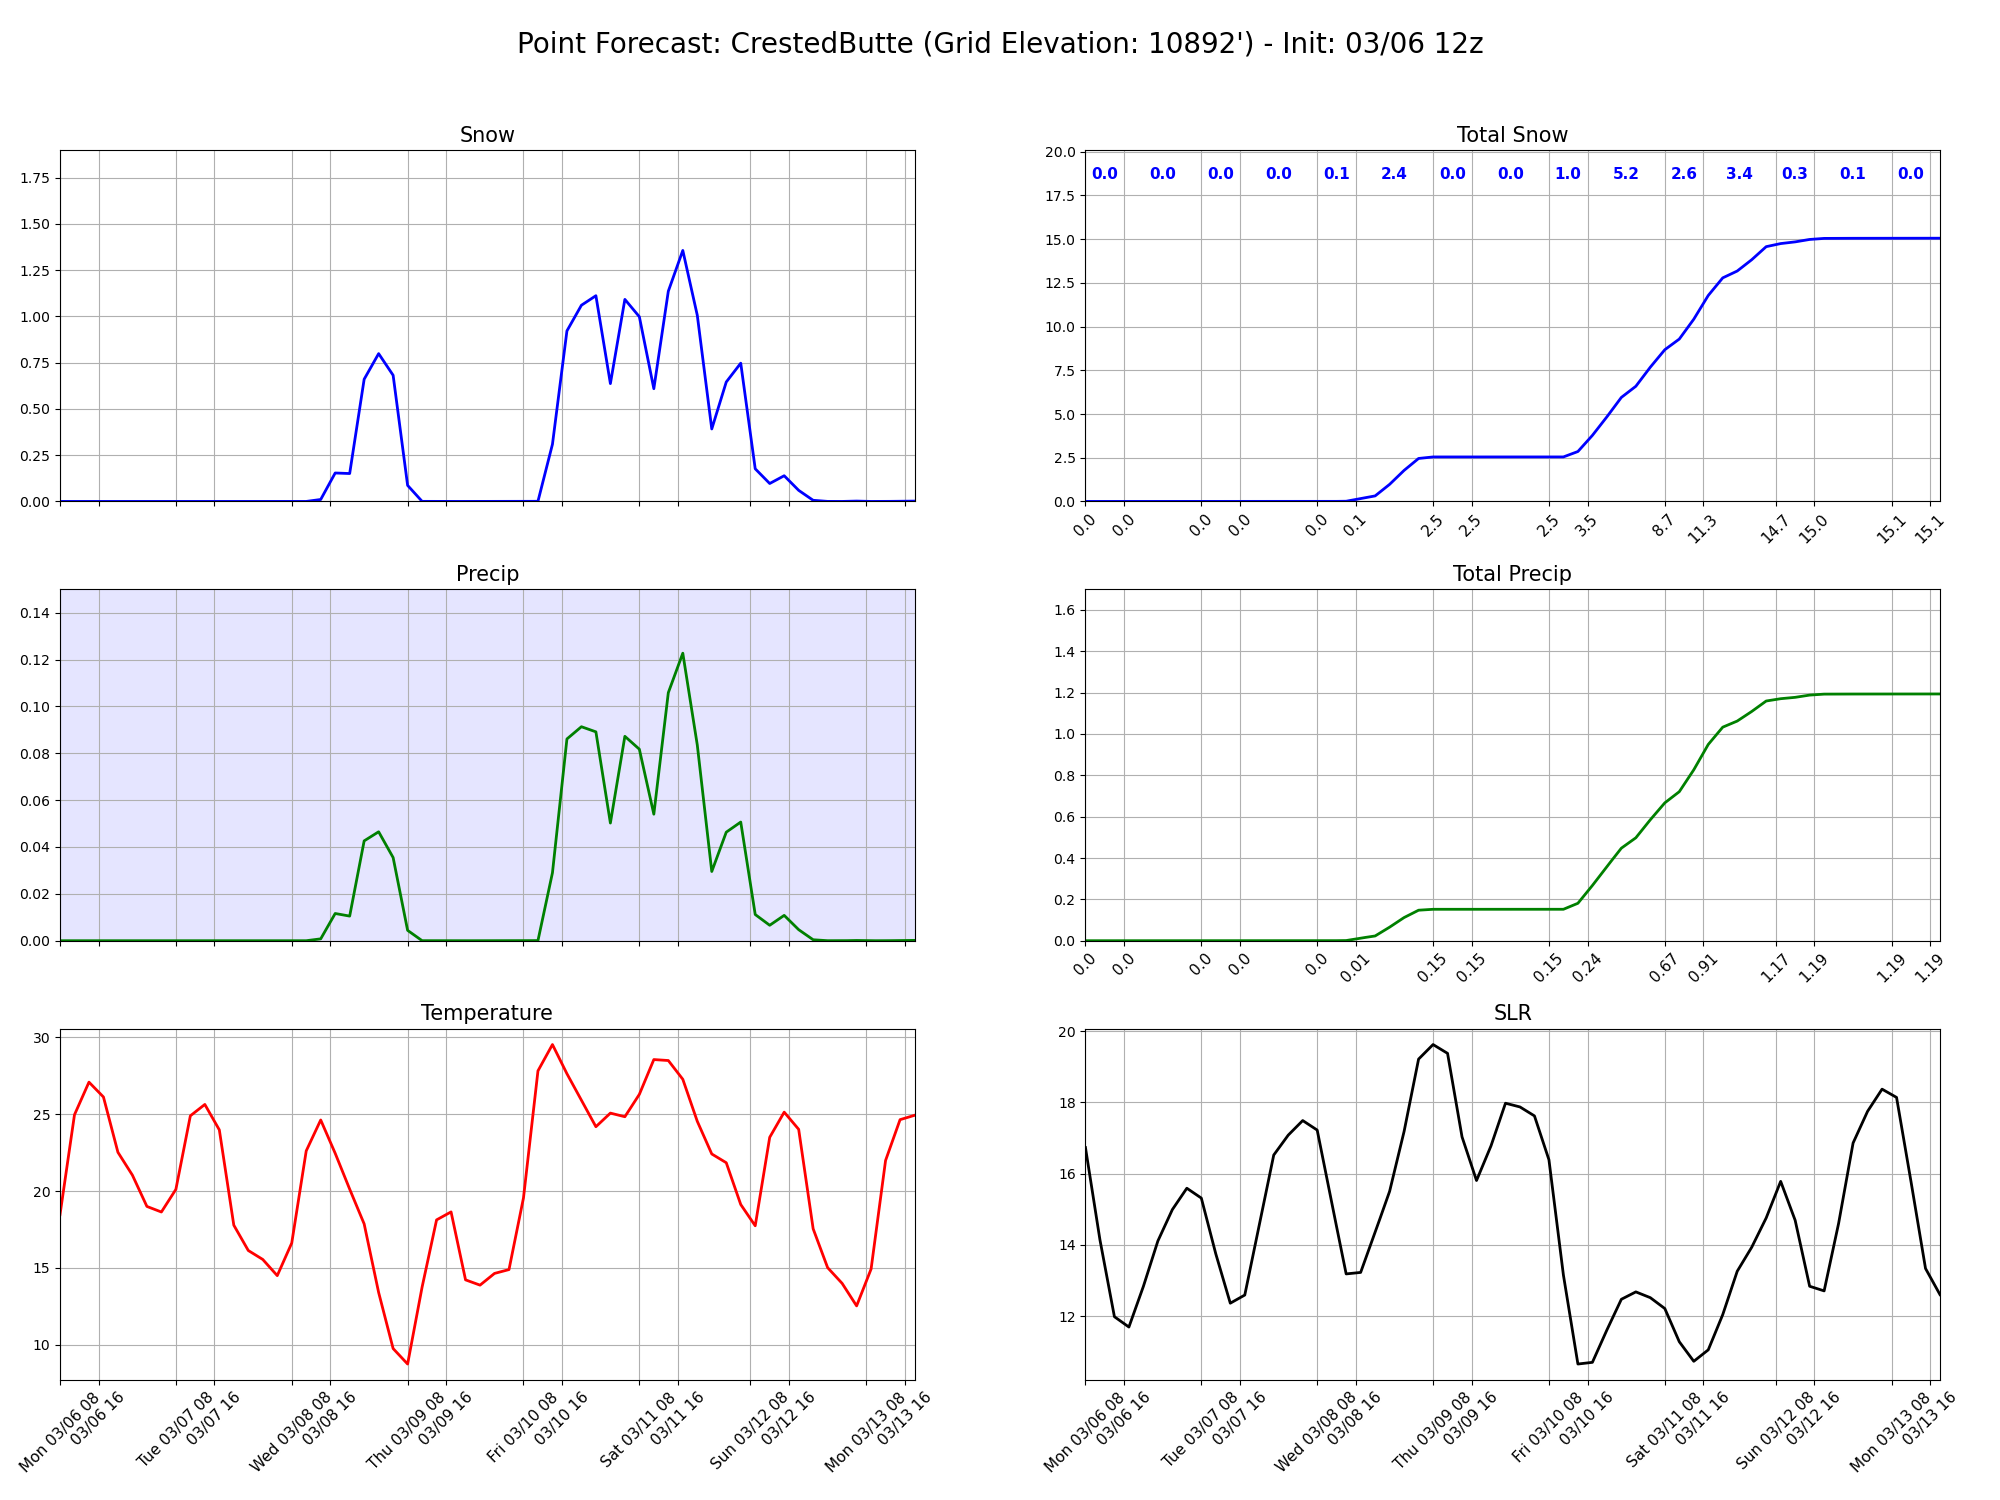 Point Forecast: CrestedButte (Grid Elevation: 10892') - Init: 03/06 12z
Snow
1.75
1.50
1.25
1.00
0.75
0.50
0.25
0.00
Total Snow
20.0
17.5
15.0
12.5
10.0
7.5
5.0
2.5
0.0
0.0 0.0 0.0 0.0 0.1 2.4 0.0 0.0 1.0 5.2 2.6 3.4 0.3 0.1 0.0
0.0 0.0 0.0 0.0 0.0 0.1 2.5 2.5 2.5 3.5 8.7 11.3 14.7 15.0 15.1 15.1
Precip
0.14
0.12
0.10
0.08
0.06
0.04
0.02
0.00
Total Precip
1.6
1.4
1.2
1.0
0.8
0.6
0.4
0.2
0.0
0.0 0.0 0.0 0.0 0.0 0.01 0.15 0.15 0.15 0.24 0.67 0.91 1.17 1.19 1.19 1.19
Temperature
30
25
20
15
10
Mon 03/06 08
03/06 16
Tue 03/07 08
03/07 16
Wed 03/08 08
03/08 16
Thu 03/09 08
03/09 16
Fri 03/10 08
03/10 16
Sat 03/11 08
03/11 16
Sun 03/12 08
03/12 16
Mon 03/13 08
03/13 16
SLR
20
18
16
14
12
Mon 03/06 08
03/06 16
Tue 03/07 08
03/07 16
Wed 03/08 08
03/08 16
Thu 03/09 08
03/09 16
Fri 03/10 08
03/10 16
Sat 03/11 08
03/11 16
Sun 03/12 08
03/12 16
Mon 03/13 08
03/13 16